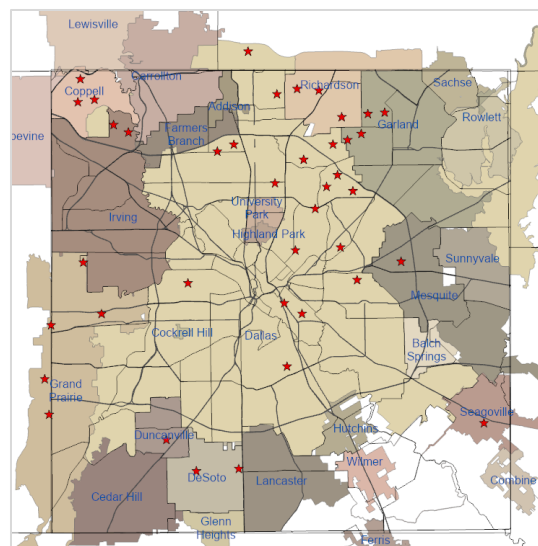 Lewisville
Carrollton
Coppell
Richardson
Sachse
Addison
Rowlett
Garland
Farmers
Branch
University
Park
Irving
Highland Park
Sunnyvale
Mesquite
Cockrell Hill
Dallas
Balch
Springs
Grand
Prairie
Seagoville
Hutchins
Duncanville
Wilmer
DeSoto
Lancaster
Combine
Cedar Hill
Glenn
Heights
Ferris